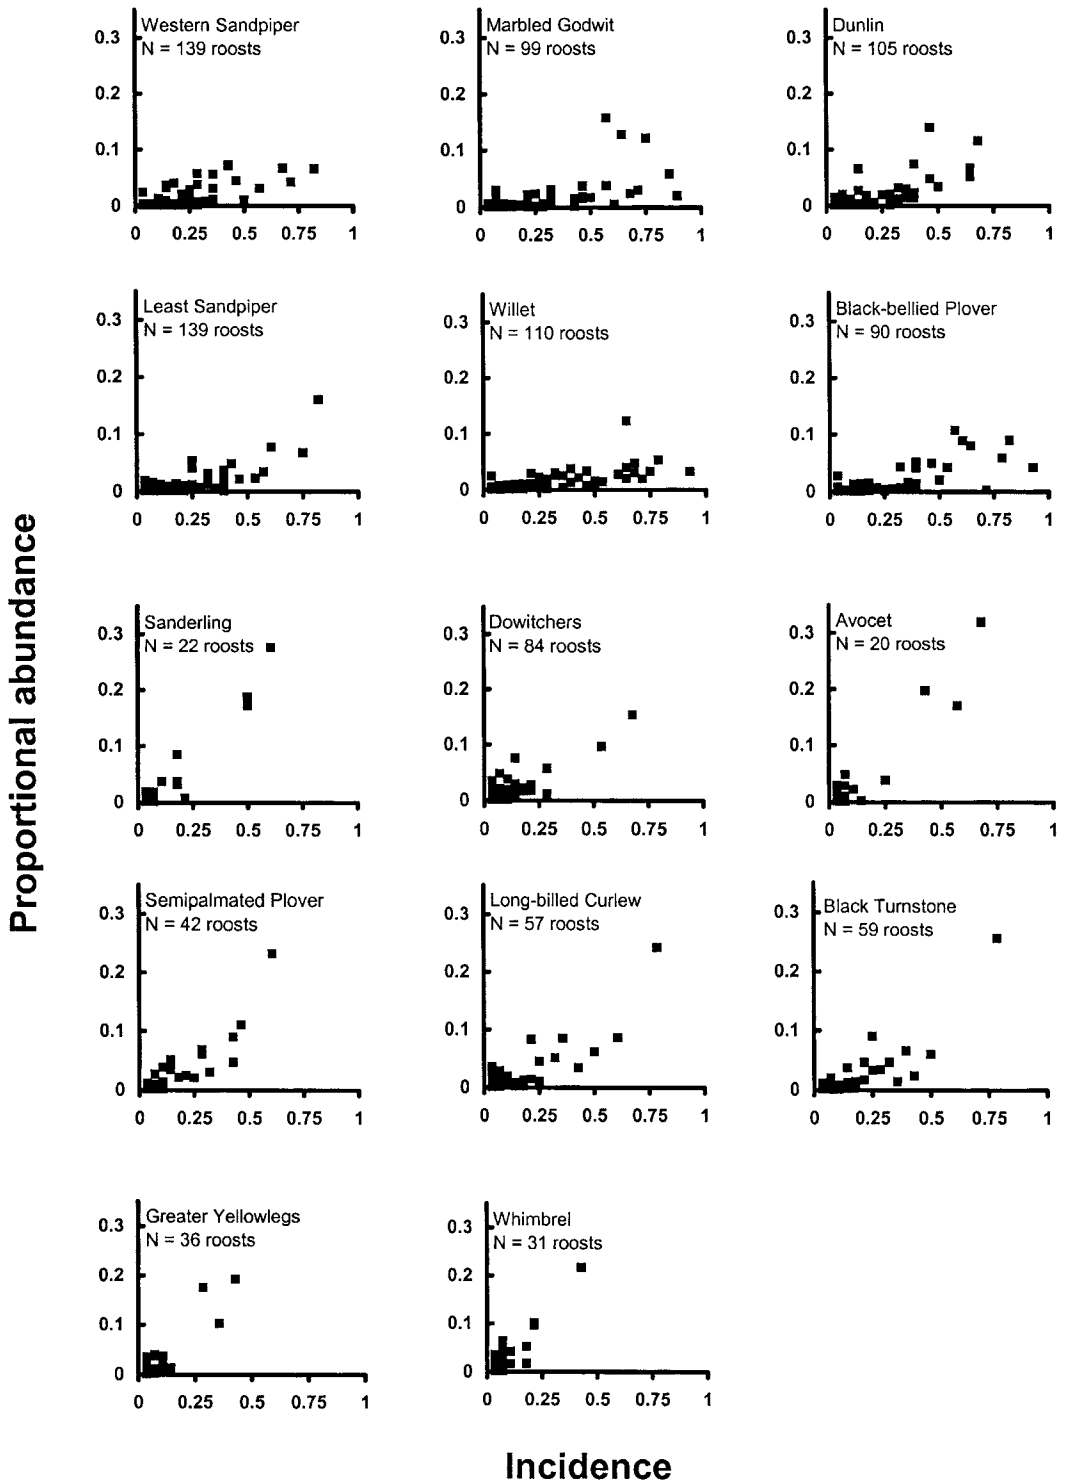 Proportional abundance
Western Sandpiper
N = 139 roosts
0.3
0.2
0.1
0
0 0.25 0.5 0.75 1
Marbled Godwit
N = 99 roosts
0.3
0.2
0.1
0
0 0.25 0.5 0.75 1
Dunlin
N = 105 roosts
0.3
0.2
0.1
0
0 0.25 0.5 0.75 1
Least Sandpiper
N = 139 roosts
0.3
0.2
0.1
0
0 0.25 0.5 0.75 1
Willet
N = 110 roosts
0.3
0.2
0.1
0
0 0.25 0.5 0.75 1
Black-bellied Plover
N = 90 roosts
0.3
0.2
0.1
0
0 0.25 0.5 0.75 1
Sanderling
N = 22 roosts
0.3
0.2
0.1
0
0 0.25 0.5 0.75 1
Dowitchers
N = 84 roosts
0.3
0.2
0.1
0
0 0.25 0.5 0.75 1
Avocet
N = 20 roosts
0.3
0.2
0.1
0
0 0.25 0.5 0.75 1
Semipalmated Plover
N = 42 roosts
0.3
0.2
0.1
0
0 0.25 0.5 0.75 1
Long-billed Curlew
N = 57 roosts
0.3
0.2
0.1
0
0 0.25 0.5 0.75 1
Black Turnstone
N = 59 roosts
0.3
0.2
0.1
0
0 0.25 0.5 0.75 1
Greater Yellowlegs
N = 36 roosts
0.3
0.2
0.1
0
0 0.25 0.5 0.75 1
Whimbrel
N = 31 roosts
0.3
0.2
0.1
0
0 0.25 0.5 0.75 1
Incidence